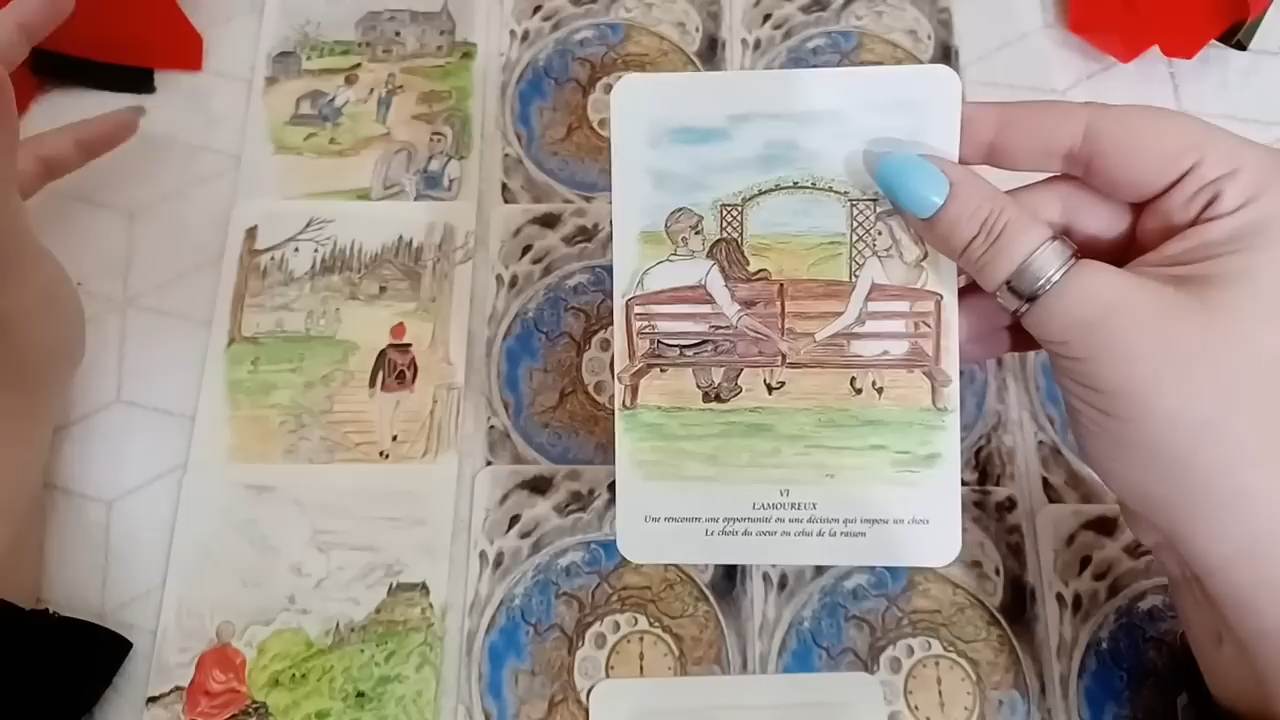 VI
L'AMOUREUX
Une rencontre,une opportunité ou une décision qui impose un choix
Le choix du coeur ou celui de la raison